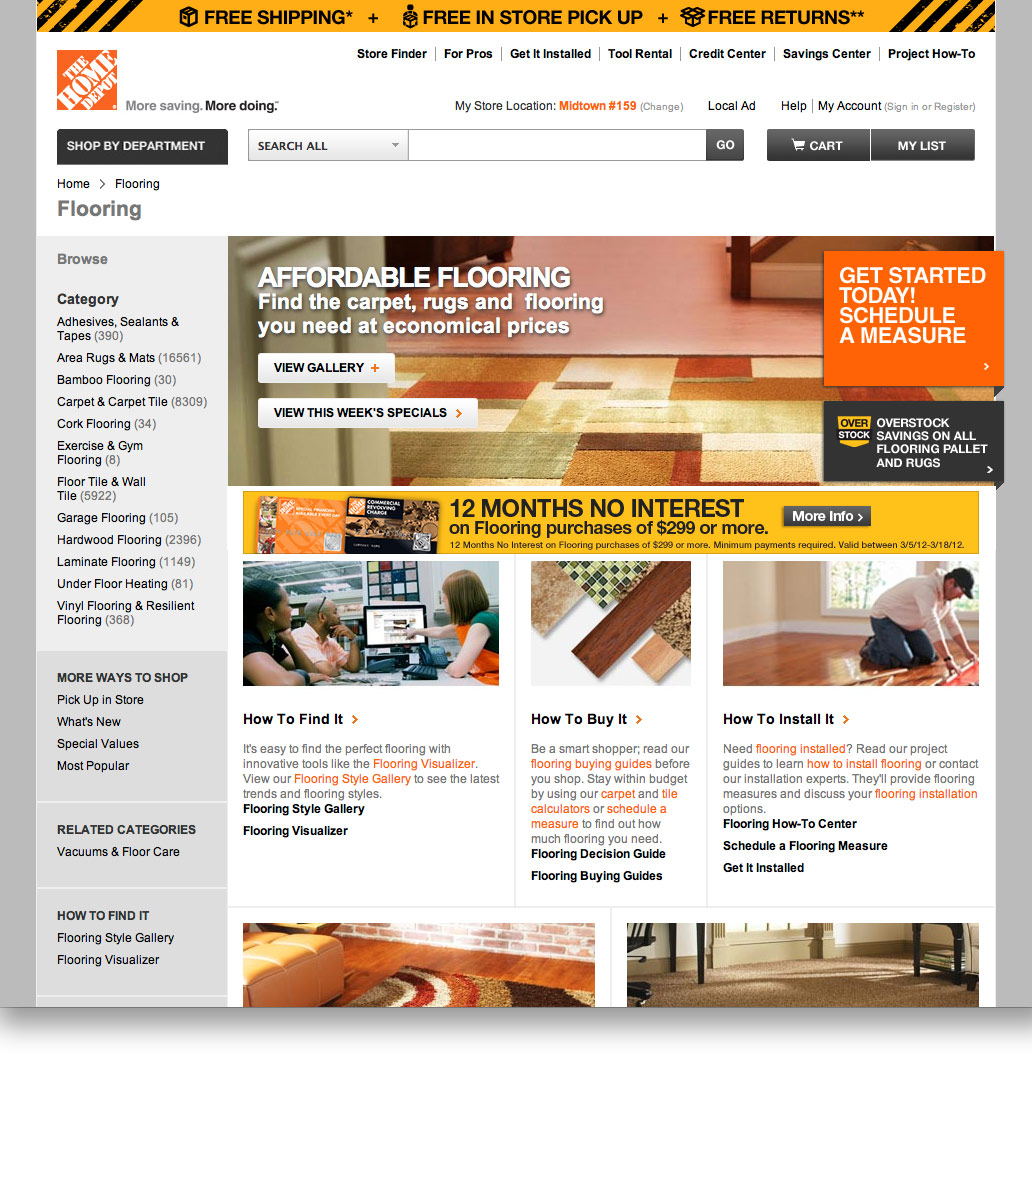 FREE SHIPPING* + FREE IN STORE PICK UP + FREE RETURNS**
Store Finder
For Pros
Get It Installed
Tool Rental
Credit Center
Savings Center
Project How-To
THE HOME DEPOT
More saving. More doing.™
My Store Location: Midtown #159 (Change)
Local Ad
Help
My Account (Sign in or Register)
SHOP BY DEPARTMENT
SEARCH ALL
GO
CART
MY LIST
Home > Flooring
Flooring
Browse
Category
Adhesives, Sealants &
Tapes (390)
Area Rugs & Mats (16561)
Bamboo Flooring (30)
Carpet & Carpet Tile (8309)
Cork Flooring (34)
Exercise & Gym
Flooring (8)
Floor Tile & Wall
Tile (5922)
Garage Flooring (105)
Hardwood Flooring (2396)
Laminate Flooring (1149)
Under Floor Heating (81)
Vinyl Flooring & Resilient
Flooring (368)
MORE WAYS TO SHOP
Pick Up in Store
What's New
Special Values
Most Popular
RELATED CATEGORIES
Vacuums & Floor Care
HOW TO FIND IT
Flooring Style Gallery
Flooring Visualizer
AFFORDABLE FLOORING
Find the carpet, rugs and flooring
you need at economical prices
VIEW GALLERY +
VIEW THIS WEEK'S SPECIALS >
GET STARTED
TODAY!
SCHEDULE
A MEASURE
>
OVER
STOCK
OVERSTOCK
SAVINGS ON ALL
FLOORING PALLET
AND RUGS
>
COMMERCIAL
REVOLVING
CHARGE
12 MONTHS NO INTEREST
on Flooring purchases of $299 or more.
12 Months No Interest on Flooring purchases of $299 or more. Minimum payments required. Valid between 3/5/12-3/18/12.
More Info >
How To Find It >
It's easy to find the perfect flooring with
innovative tools like the Flooring Visualizer.
View our Flooring Style Gallery to see the latest
trends and flooring styles.
Flooring Style Gallery
Flooring Visualizer
How To Buy It >
Be a smart shopper; read our
flooring buying guides before
you shop. Stay within budget
by using our carpet and tile
calculators or schedule a
measure to find out how
much flooring you need.
Flooring Decision Guide
Flooring Buying Guides
How To Install It >
Need flooring installed? Read our project
guides to learn how to install flooring or contact
our installation experts. They'll provide flooring
measures and discuss your flooring installation
options.
Flooring How-To Center
Schedule a Flooring Measure
Get It Installed